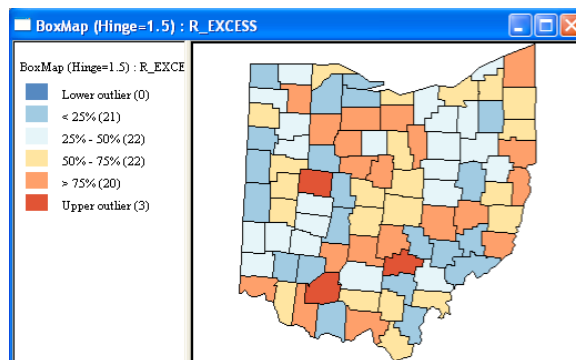 BoxMap (Hinge=1.5) : R_EXCESS
BoxMap (Hinge=1.5) : R_EXCE
Lower outlier (0)
< 25% (21)
25% - 50% (22)
50% - 75% (22)
> 75% (20)
Upper outlier (3)